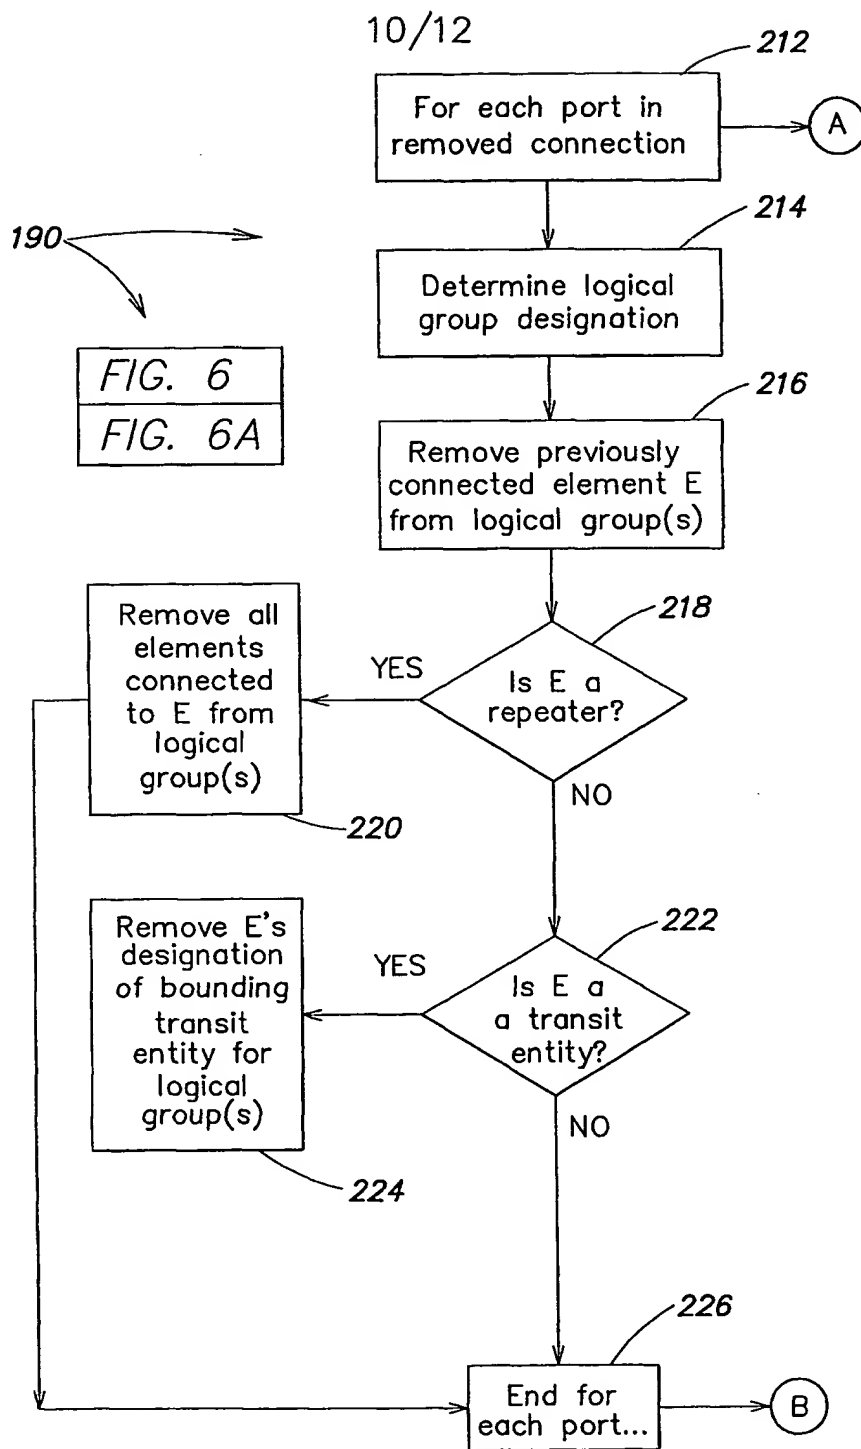 10/12
212
For each port in
removed connection
A
214
190
Determine logical
group designation
FIG. 6
FIG. 6A
216
Remove previously
connected element E
from logical group(s)
218
Remove all
elements
connected
to E from
logical
group(s)
YES
Is E a
repeater?
NO
220
222
Remove E's
designation
of bounding
transit
entity for
logical
group(s)
YES
Is E a
a transit
entity?
NO
224
226
End for
each port...
B